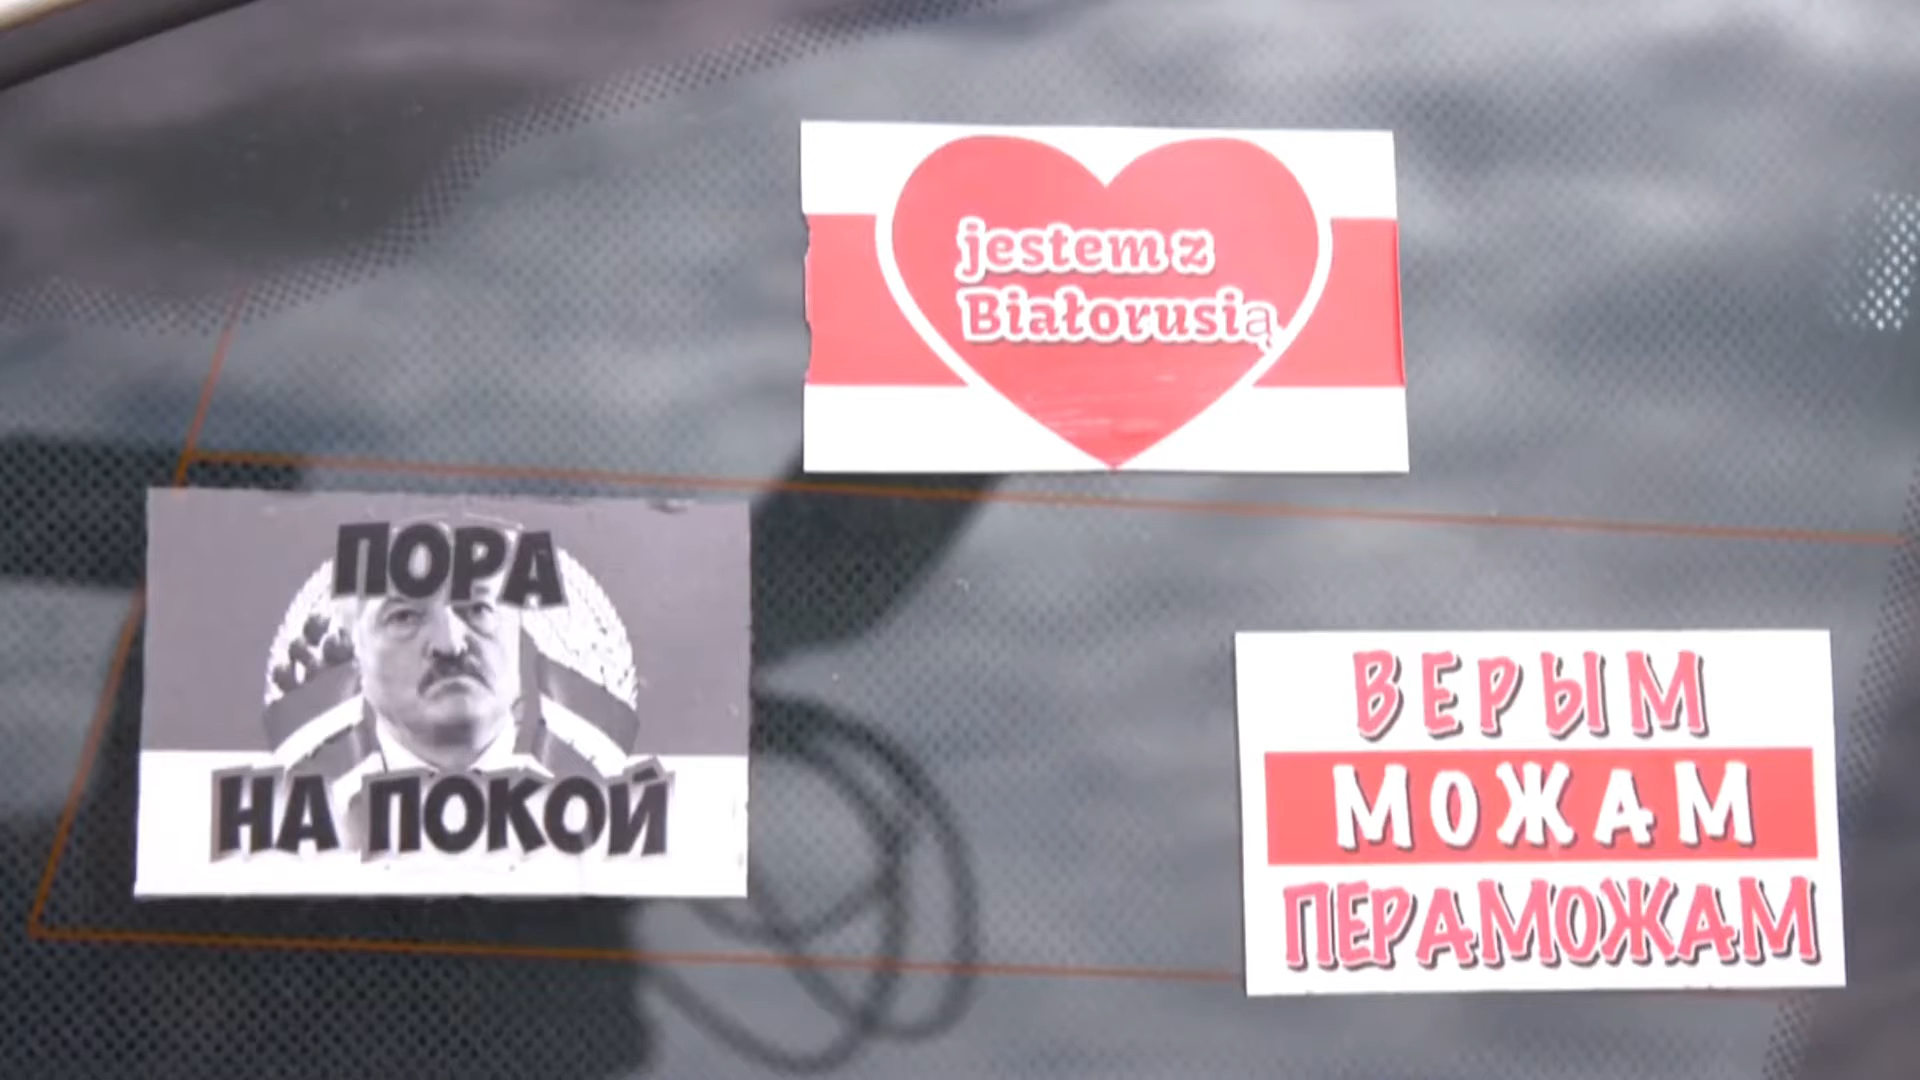 jestem z
Białorusią
ПОРА
НА ПОКОЙ
ВЕРЫМ
МОЖАМ
ПЕРАМОЖАМ